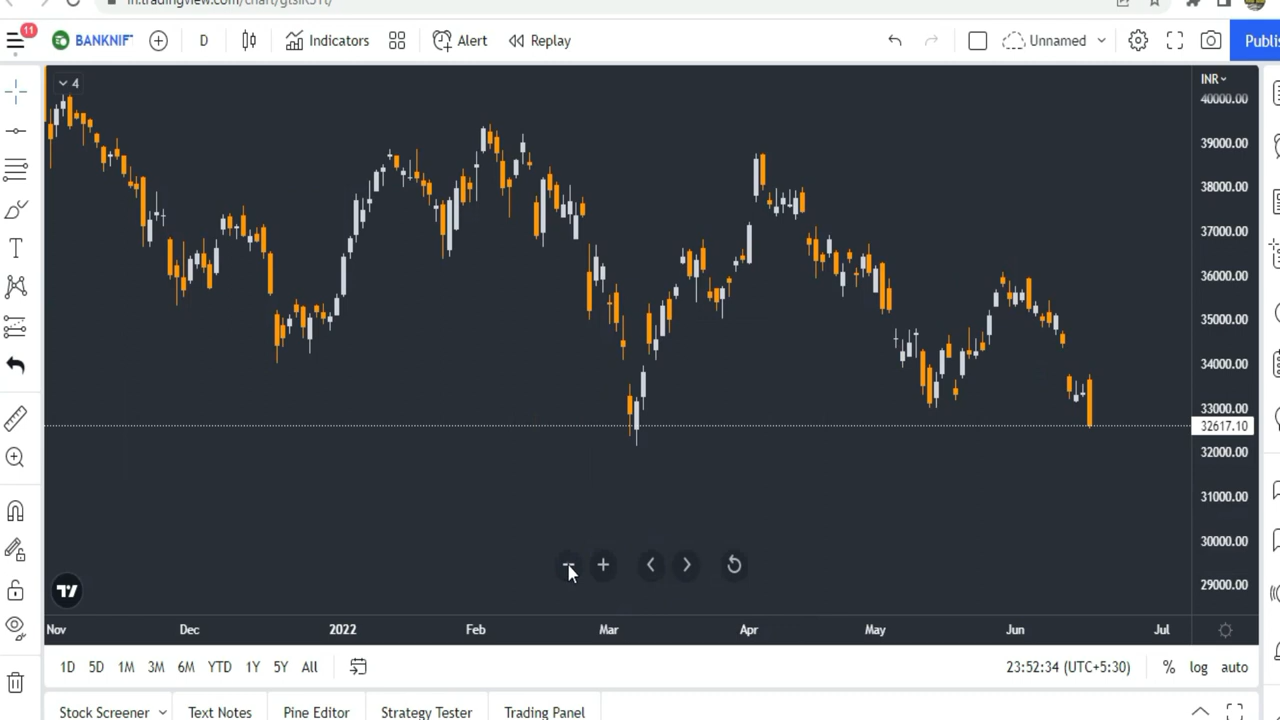 in.tradingview.com/chart/
11
BANKNIF
D
Indicators
Alert
Replay
Unnamed
Publis
4
INR
40000.00
39000.00
38000.00
37000.00
36000.00
35000.00
34000.00
33000.00
32617.10
32000.00
31000.00
30000.00
29000.00
T
Nov Dec 2022 Feb Mar Apr May Jun Jul
1D 5D 1M 3M 6M YTD 1Y 5Y All
23:52:34 (UTC+5:30) % log auto
Stock Screener Text Notes Pine Editor Strategy Tester Trading Panel